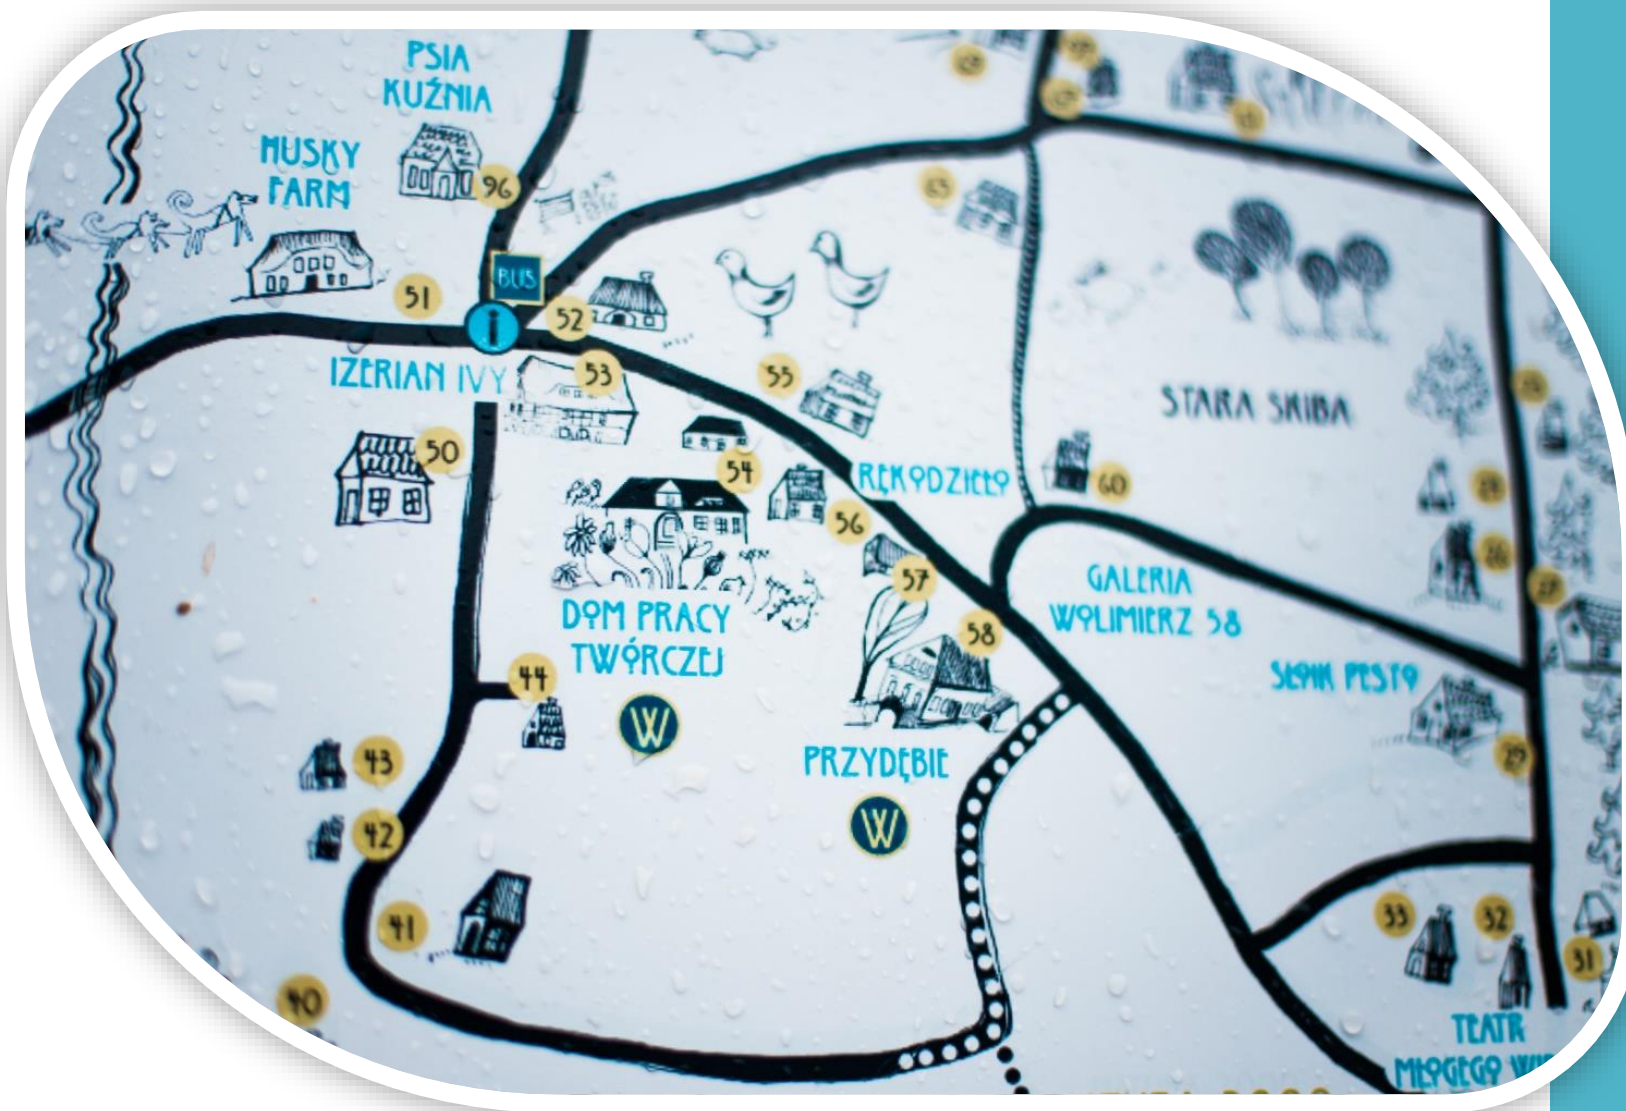 PSIA
KUŹNIA
HUSKY
FARM
96
BUS
51
i
52
IZERIAN IVY
53
55
50
54
STARA SKIBA
RĘKODZIEŁO
60
56
57
GALERIA
WOLIMIERZ 58
58
DOM PRACY
TWÓRCZEJ
44
W
SŁOIK PESTO
29
43
PRZYDĘBIE
42
W
41
33
32
31
40
TEATR